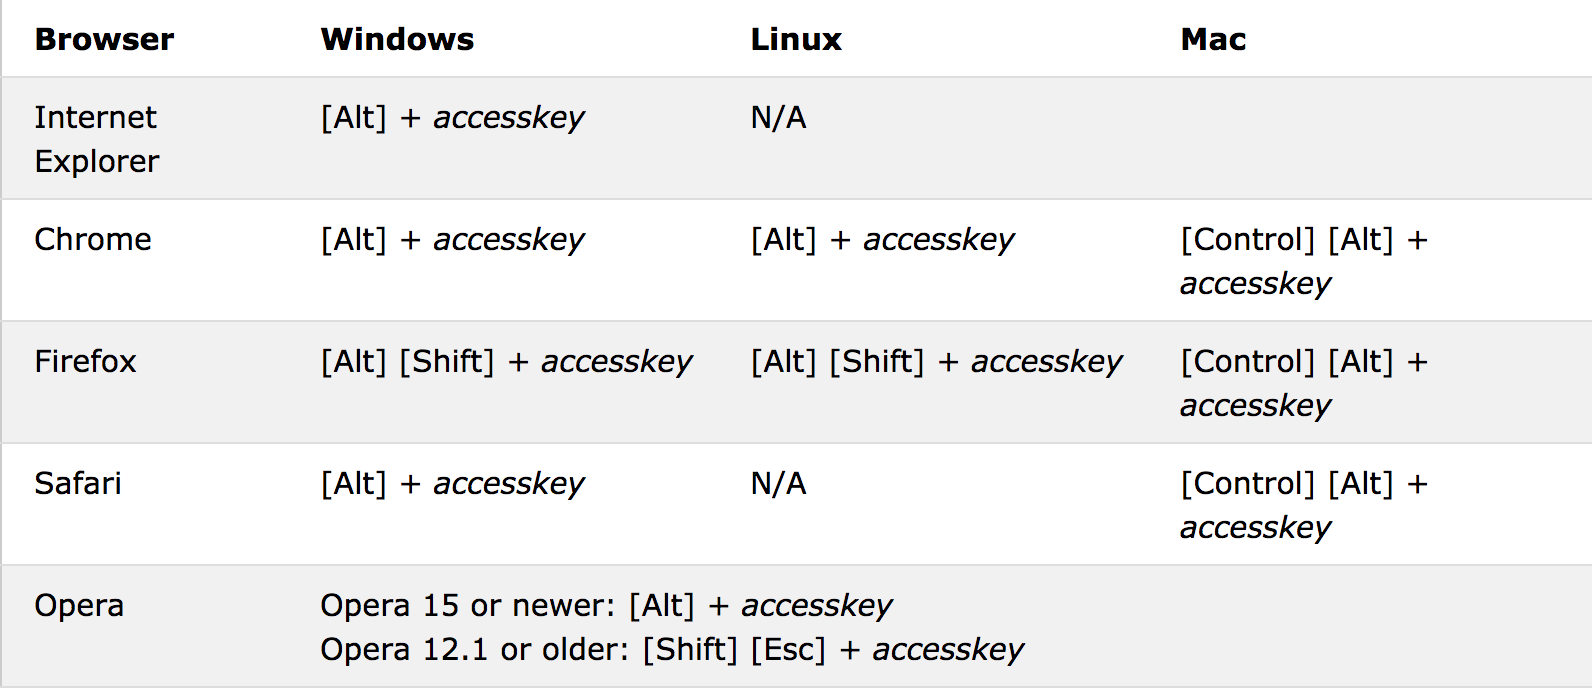 Browser Windows Linux Mac
Internet Explorer [Alt] + accesskey N/A
Chrome [Alt] + accesskey [Alt] + accesskey [Control] [Alt] + accesskey
Firefox [Alt] [Shift] + accesskey [Alt] [Shift] + accesskey [Control] [Alt] + accesskey
Safari [Alt] + accesskey N/A [Control] [Alt] + accesskey
Opera Opera 15 or newer: [Alt] + accesskey
Opera 12.1 or older: [Shift] [Esc] + accesskey